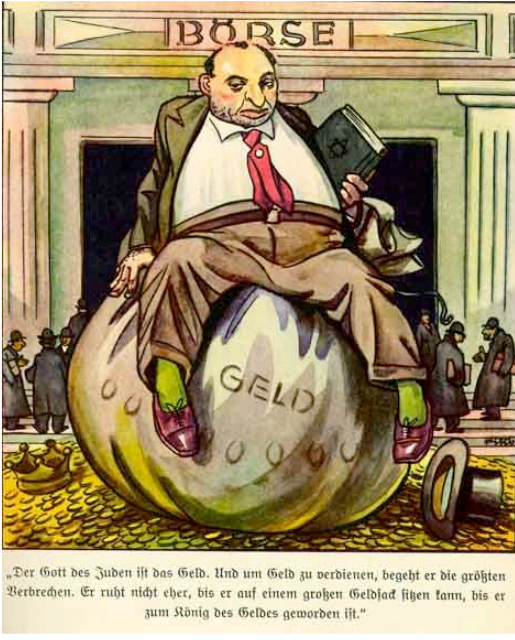 BÖRSE
GELD
„Der Gott des Juden ist das Geld. Und um Geld zu verdienen, begeht er die größten
Verbrechen. Er ruht nicht eher, bis er auf einem großen Geldsack sitzen kann, bis er
zum König des Geldes geworden ist.“